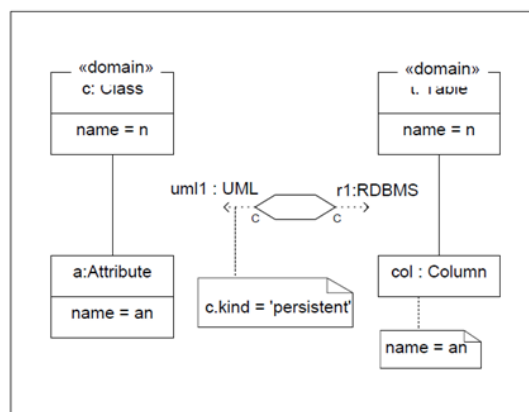 «domain»
c: Class
name = n
a:Attribute
name = an
uml1 : UML
r1:RDBMS
C
C
c.kind = 'persistent'
«domain»
t: Table
name = n
col : Column
name = an